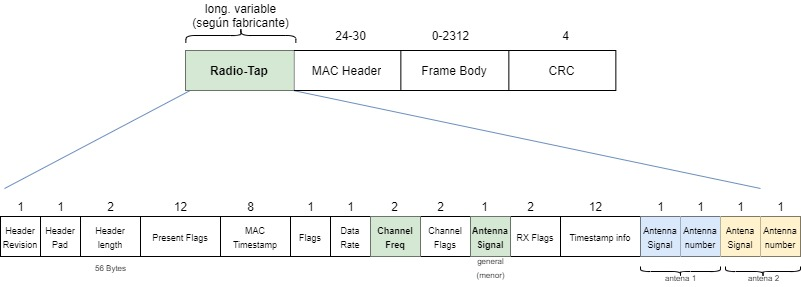 long. variable
(según fabricante)
24-30
0-2312
4
Radio-Tap
MAC Header
Frame Body
CRC
1
1
2
12
8
1
1
2
2
1
2
12
1
1
1
1
Header
Revision
Header
Pad
Header
length
Present Flags
MAC
Timestamp
Flags
Data
Rate
Channel
Freq
Channel
Flags
Antenna
Signal
RX Flags
Timestamp info
Antenna
Signal
Antenna
number
Antenna
Signal
Antenna
number
56 Bytes
general
(menor)
antena 1
antena 2